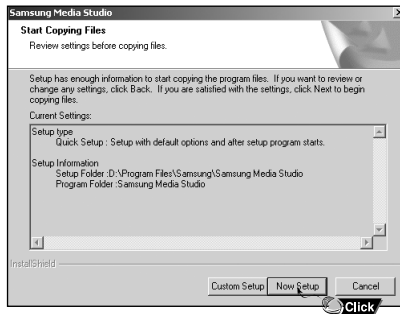 Samsung Media Studio
Start Copying Files
Review settings before copying files.
Setup has enough information to start copying the program files. If you want to review or
change any settings, click Back. If you are satisfied with the settings, click Next to begin
copying files.
Current Settings:
Setup type
Quick Setup : Setup with default options and after setup program starts.
Setup Information
Setup Folder :D:\Program Files\Samsung\Samsung Media Studio
Program Folder :Samsung Media Studio
InstallShield
Custom Setup Now Setup Cancel
Click